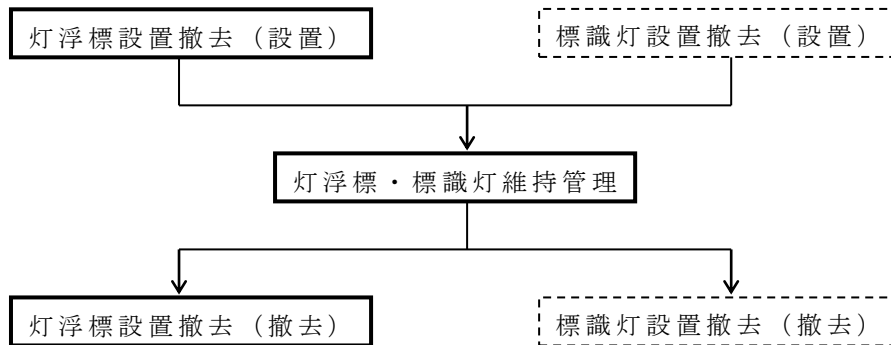 灯浮標設置撤去（設置）
標識灯設置撤去（設置）
灯浮標・標識灯維持管理
灯浮標設置撤去（撤去）
標識灯設置撤去（撤去）